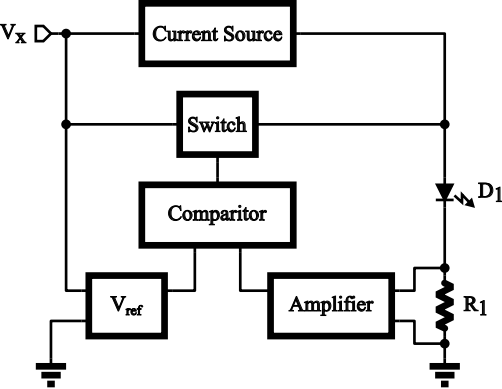 Vx Current Source
Switch
D1
Comparitor
Vref
Amplifier
R1